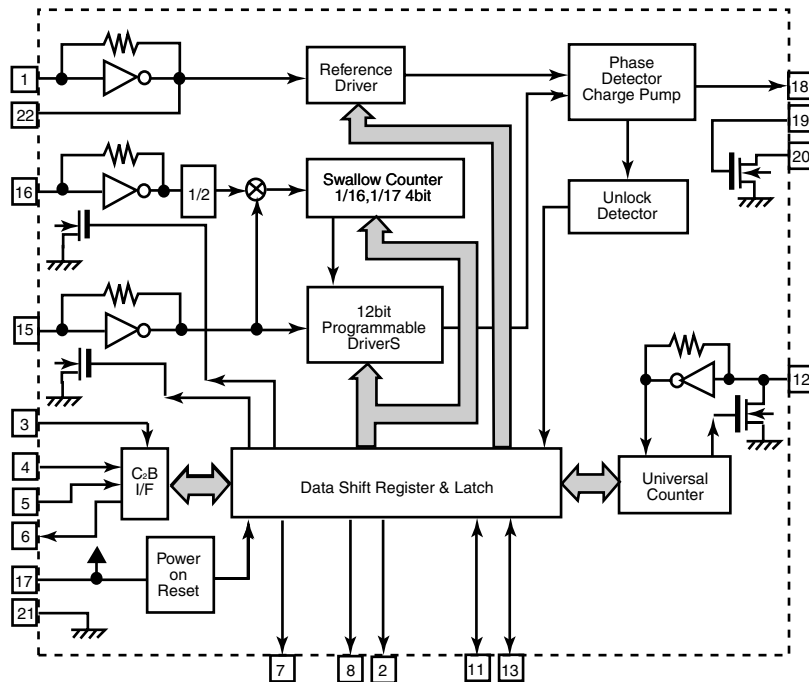 1
22
Reference
Driver
Phase
Detector
Charge Pump
18
19
20
16
1/2
Swallow Counter
1/16,1/17 4bit
Unlock
Detector
15
12bit
Programmable
DriverS
12
3
4
5
6
C₂B
I/F
Data Shift Register & Latch
Universal
Counter
17
Power
on
Reset
21
7
8
2
11
13